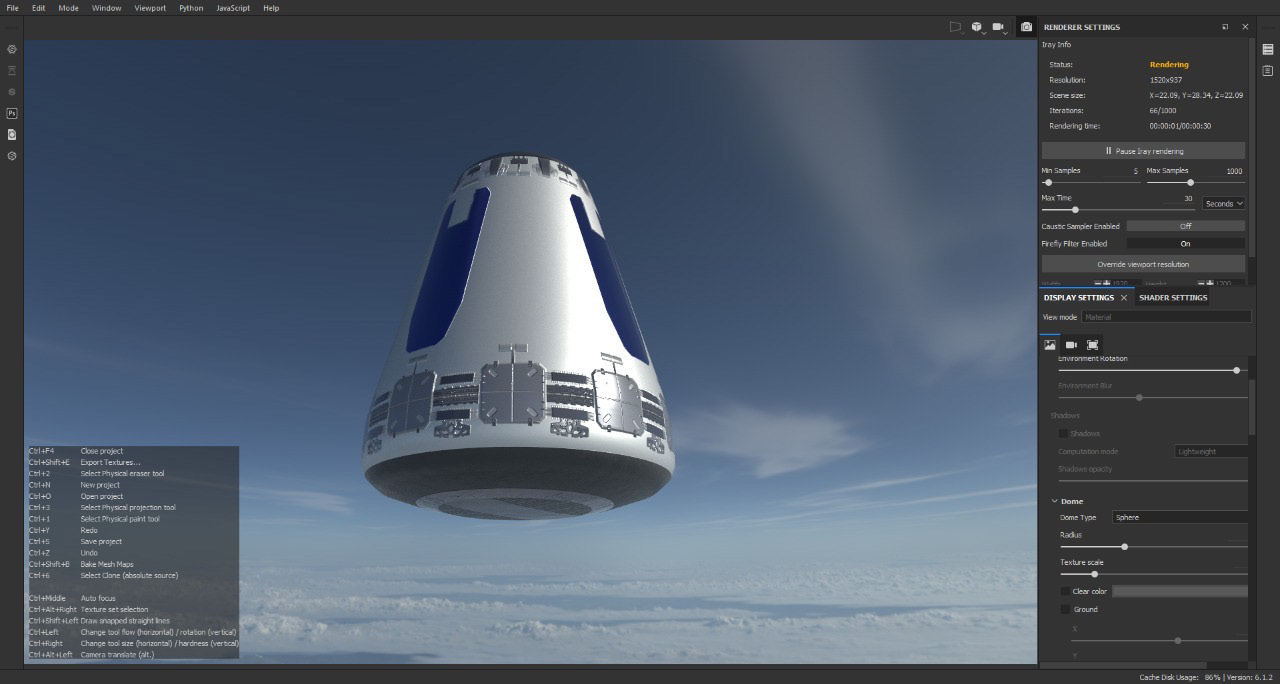 File Edit Mode Window Viewport Python JavaScript Help
RENDERER SETTINGS
Iray Info
Status: Rendering
Resolution: 1520x937
Scene size: X=22.09, Y=28.34, Z=22.09
Iterations: 66/1000
Rendering time: 00:00:01/00:00:30
Pause Iray rendering
Min Samples 5 Max Samples 1000
Max Time 30 Seconds
Caustic Sampler Enabled Off
Firefly Filter Enabled On
Override viewport resolution
DISPLAY SETTINGS SHADER SETTINGS
View mode Material
Environment Rotation
Environment Blur
Shadows
Shadows
Computation mode Lightweight
Shadows opacity
Dome
Dome Type Sphere
Radius
Texture scale
Clear color
Ground
X
Y
Ps
Ctrl+F4 Close project
Ctrl+Shift+E Export Textures...
Ctrl+2 Select Physical eraser tool
Ctrl+N New project
Ctrl+O Open project
Ctrl+3 Select Physical projection tool
Ctrl+1 Select Physical paint tool
Ctrl+Y Redo
Ctrl+S Save project
Ctrl+Z Undo
Ctrl+Shift+B Bake Mesh Maps
Ctrl+6 Select Clone (absolute source)
Ctrl+Middle Auto focus
Ctrl+Alt+Right Texture set selection
Ctrl+Shift+Left Draw snapped straight lines
Ctrl+Left Change tool flow (horizontal) / rotation (vertical)
Ctrl+Right Change tool size (horizontal) / hardness (vertical)
Ctrl+Alt+Left Camera translate (alt.)
Cache Disk Usage: 86% | Version: 6.1.2